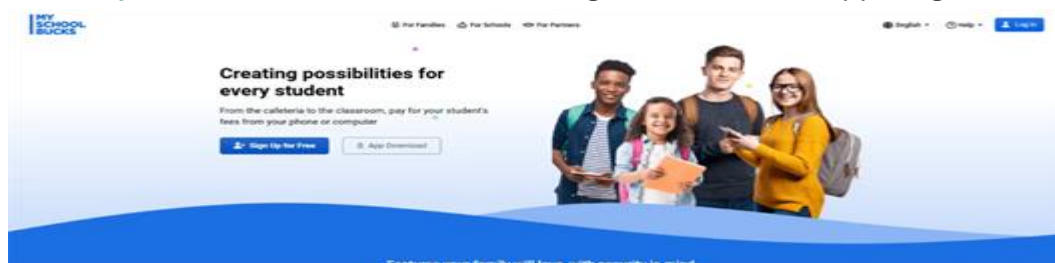 MY
SCHOOL
BUCKS
For Families For Schools For Partners
English Help Log In
Creating possibilities for
every student
From the cafeteria to the classroom, pay for your student's
fees from your phone or computer
Sign Up for Free App Download